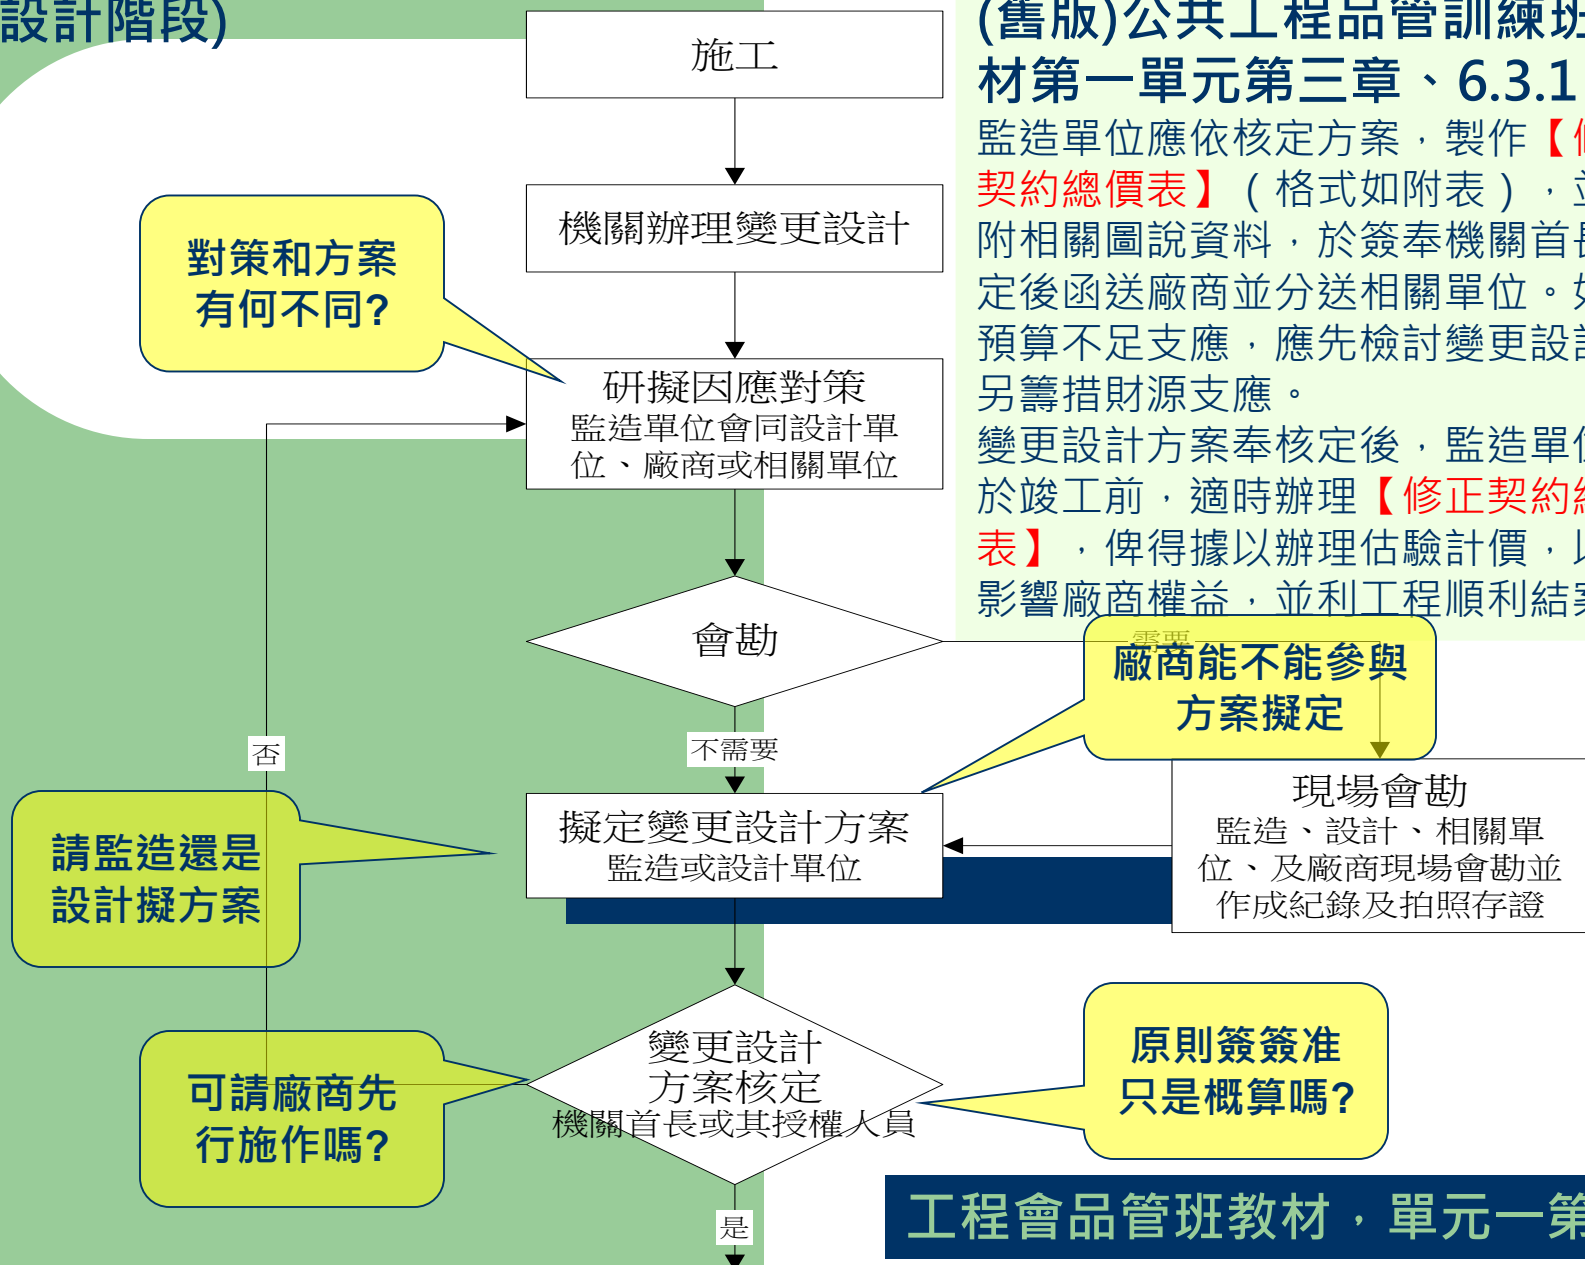 設計階段)
施工
機關辦理變更設計
對策和方案
有何不同?
研擬因應對策
監造單位會同設計單
位、廠商或相關單位
會勘
需要
不需要
否
廠商能不能參與
方案擬定
現場會勘
監造、設計、相關單
位、及廠商現場會勘並
作成紀錄及拍照存證
擬定變更設計方案
監造或設計單位
請監造還是
設計擬方案
變更設計
方案核定
機關首長或其授權人員
可請廠商先
行施作嗎?
原則簽簽准
只是概算嗎?
是
(舊版)公共工程品管訓練班
材第一單元第三章、6.3.1
監造單位應依核定方案，製作【修
契約總價表】(格式如附表)，並
附相關圖說資料，於簽奉機關首長
定後函送廠商並分送相關單位。如
預算不足支應，應先檢討變更設計
另籌措財源支應。
變更設計方案奉核定後，監造單位
於竣工前，適時辦理【修正契約總
表】，俾得據以辦理估驗計價，以
影響廠商權益，並利工程順利結案
工程會品管班教材，單元一第